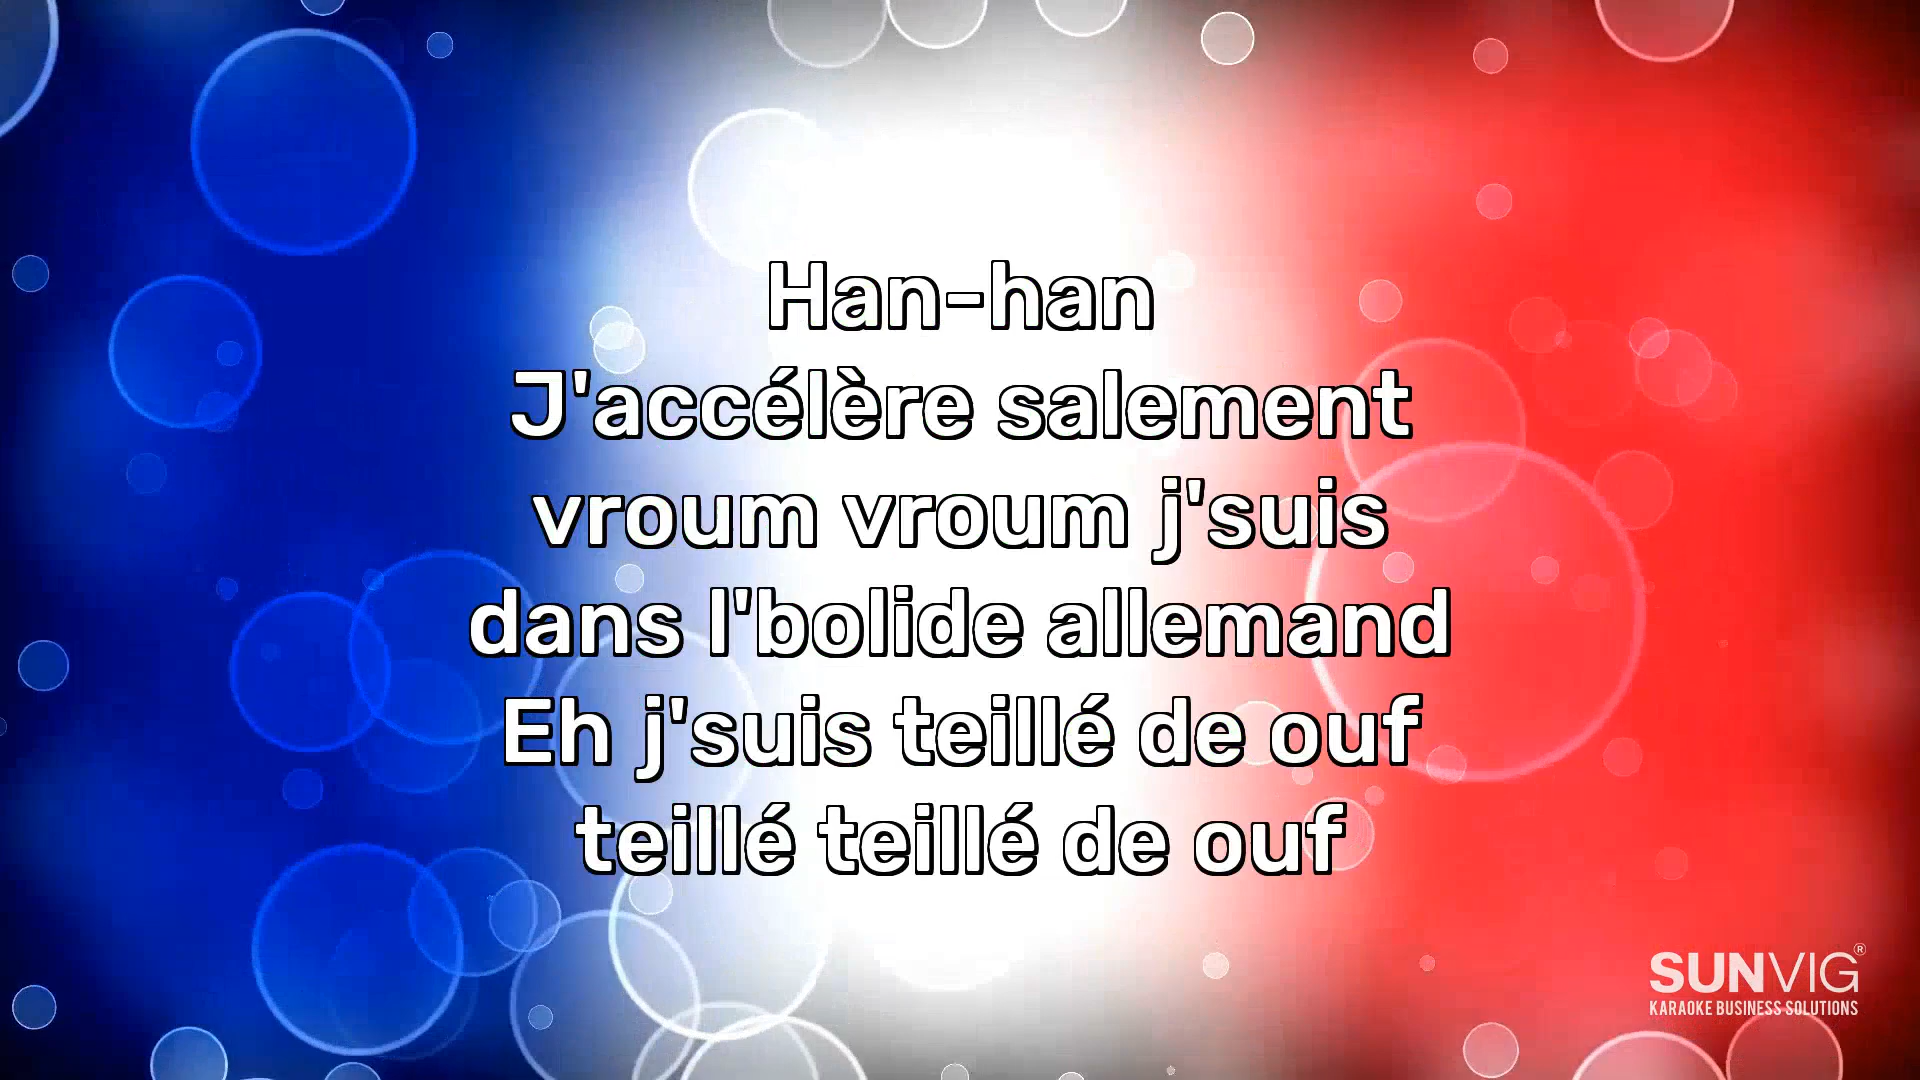 Han-han
J'accélère salement
vroum vroum j'suis
dans l'bolide allemand
Eh j'suis teillé de ouf
teillé teillé de ouf
SUNVIG®
KARAOKE BUSINESS SOLUTIONS